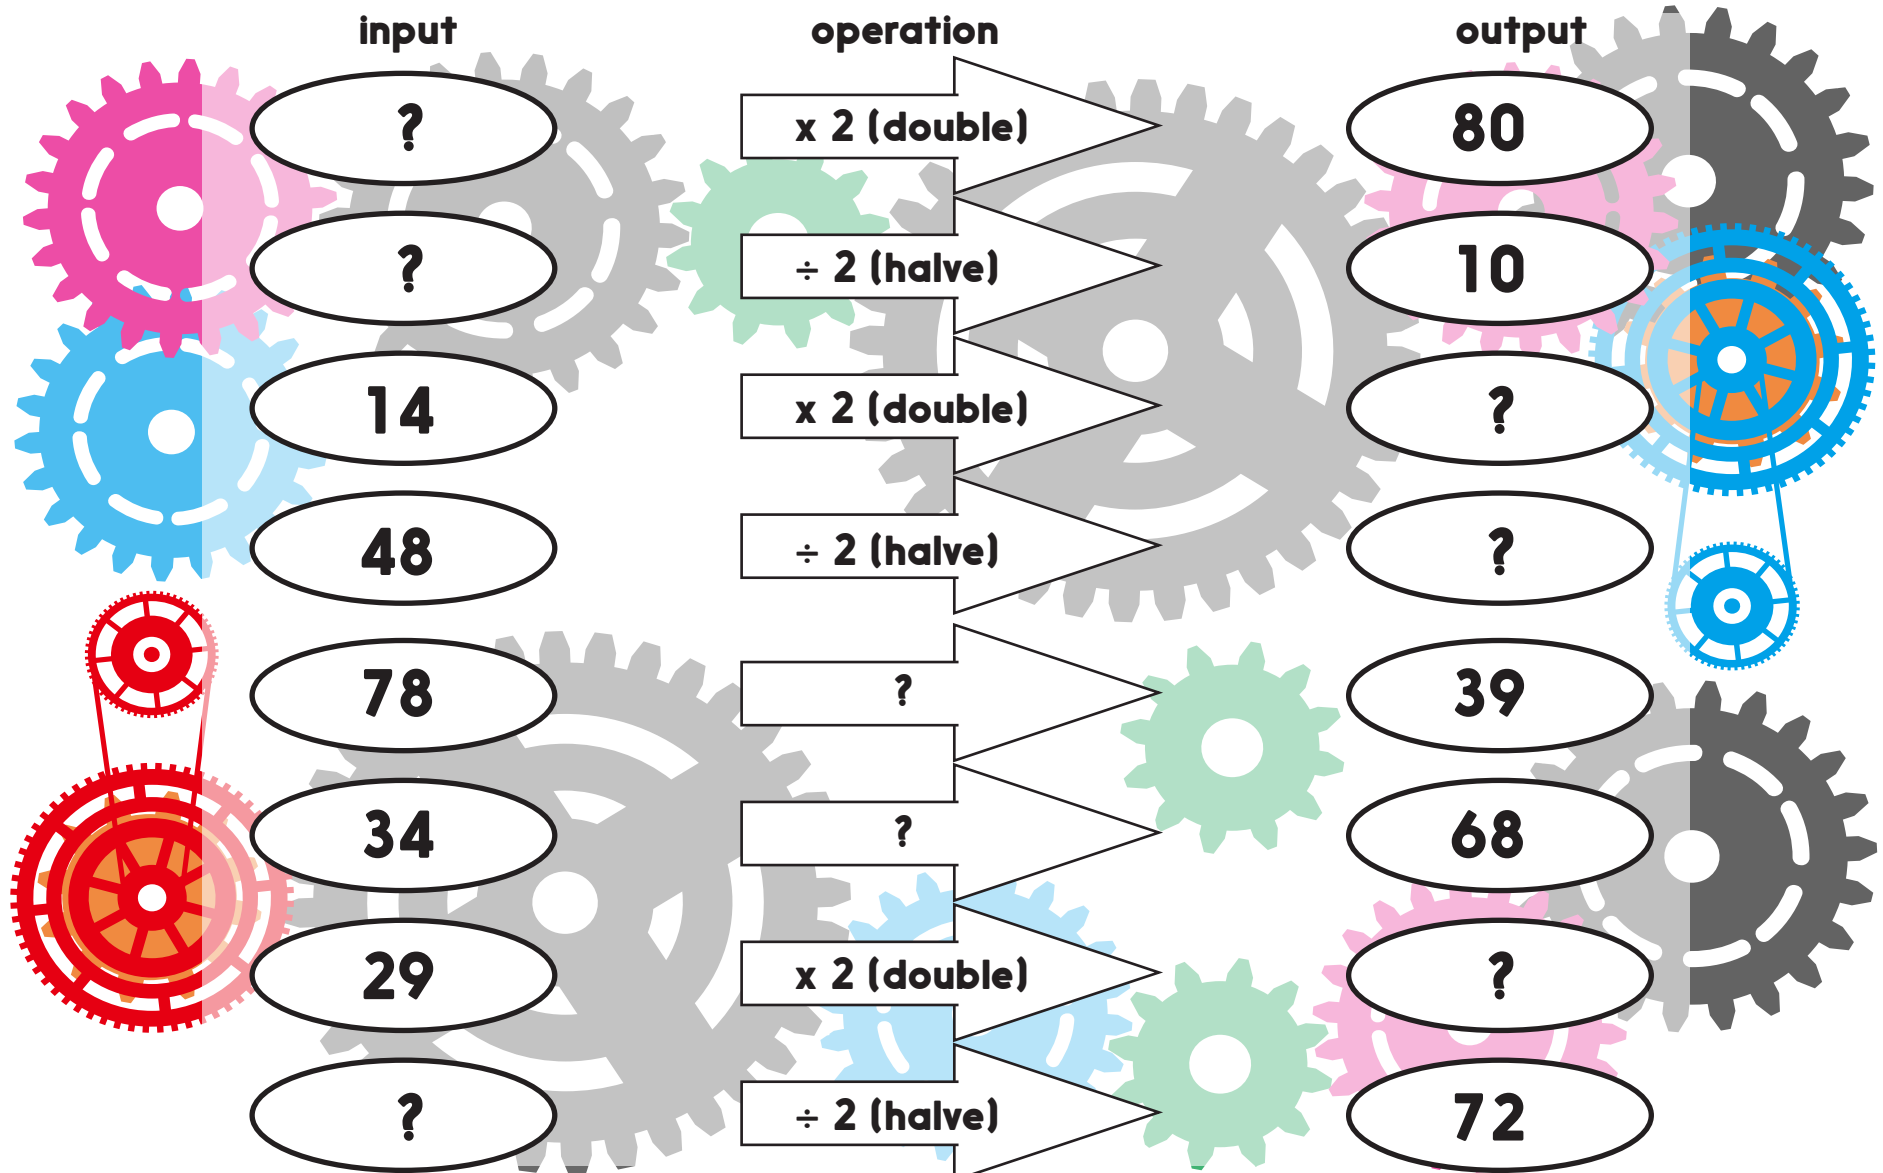 input operation output
? x 2 (double) 80
? ÷ 2 (halve) 10
14 x 2 (double) ?
48 ÷ 2 (halve) ?
78 ? 39
34 ? 68
29 x 2 (double) ?
? ÷ 2 (halve) 72